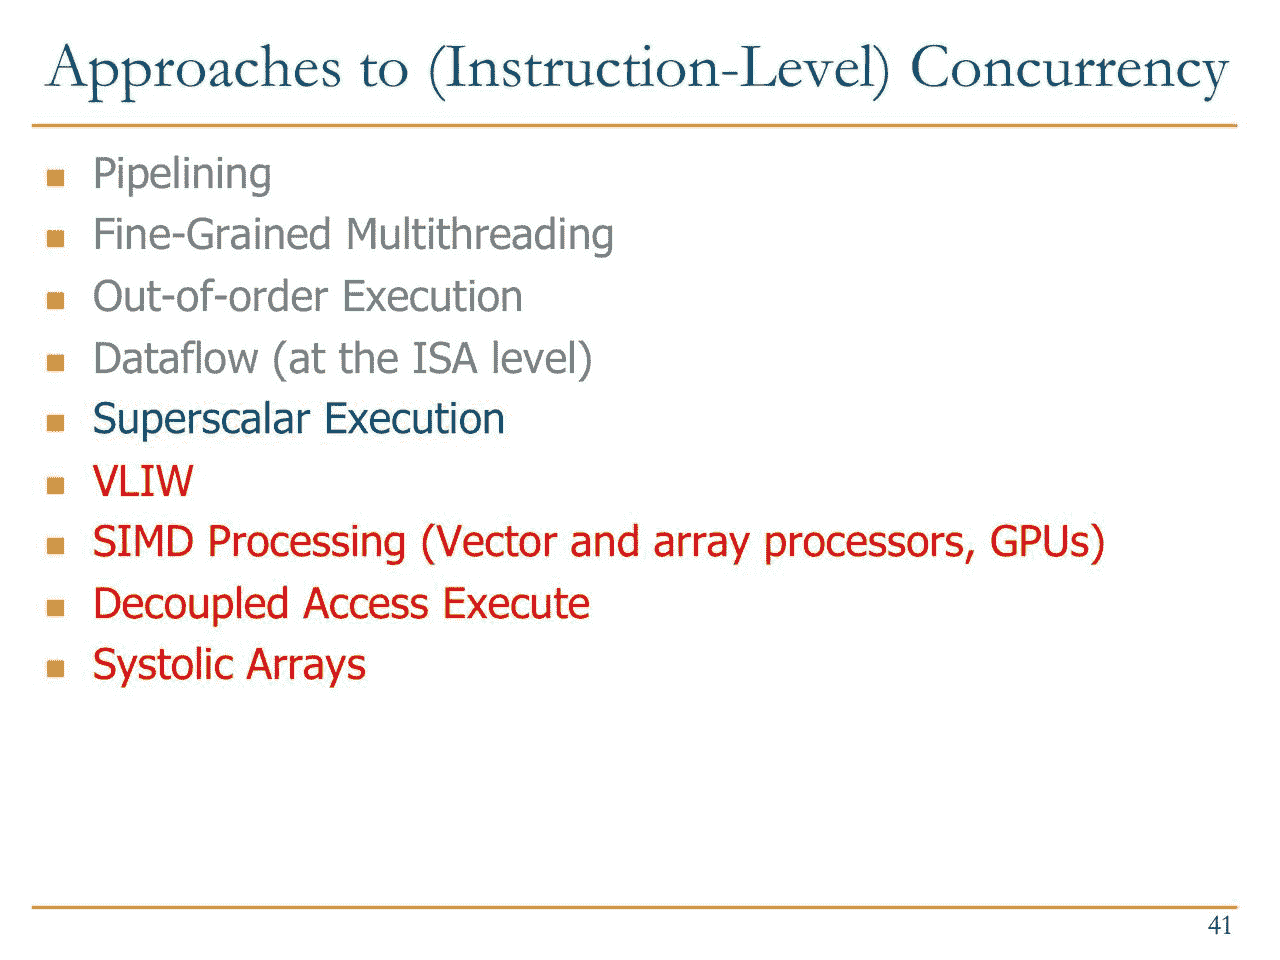 Approaches to (Instruction-Level) Concurrency
Pipelining
Fine-Grained Multithreading
Out-of-order Execution
Dataflow (at the ISA level)
Superscalar Execution
VLIW
SIMD Processing (Vector and array processors, GPUs)
Decoupled Access Execute
Systolic Arrays
41